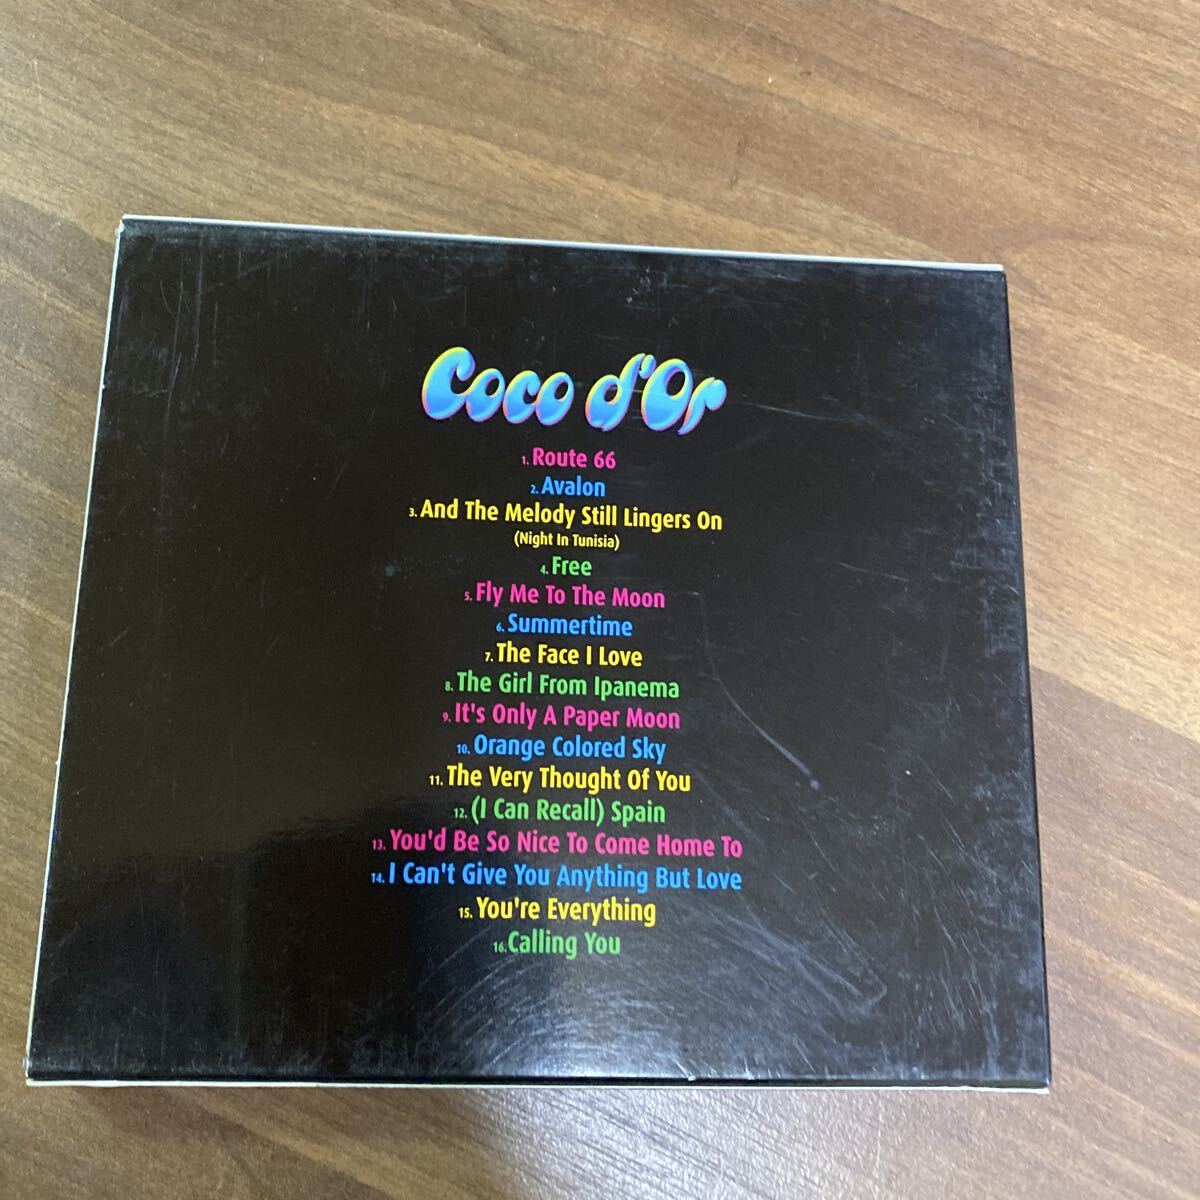 Coco d'Or
1. Route 66
2. Avalon
3. And The Melody Still Lingers On
(Night In Tunisia)
4. Free
5. Fly Me To The Moon
6. Summertime
7. The Face I Love
8. The Girl From Ipanema
9. It's Only A Paper Moon
10. Orange Colored Sky
11. The Very Thought Of You
12. (I Can Recall) Spain
13. You'd Be So Nice To Come Home To
14. I Can't Give You Anything But Love
15. You're Everything
16. Calling You